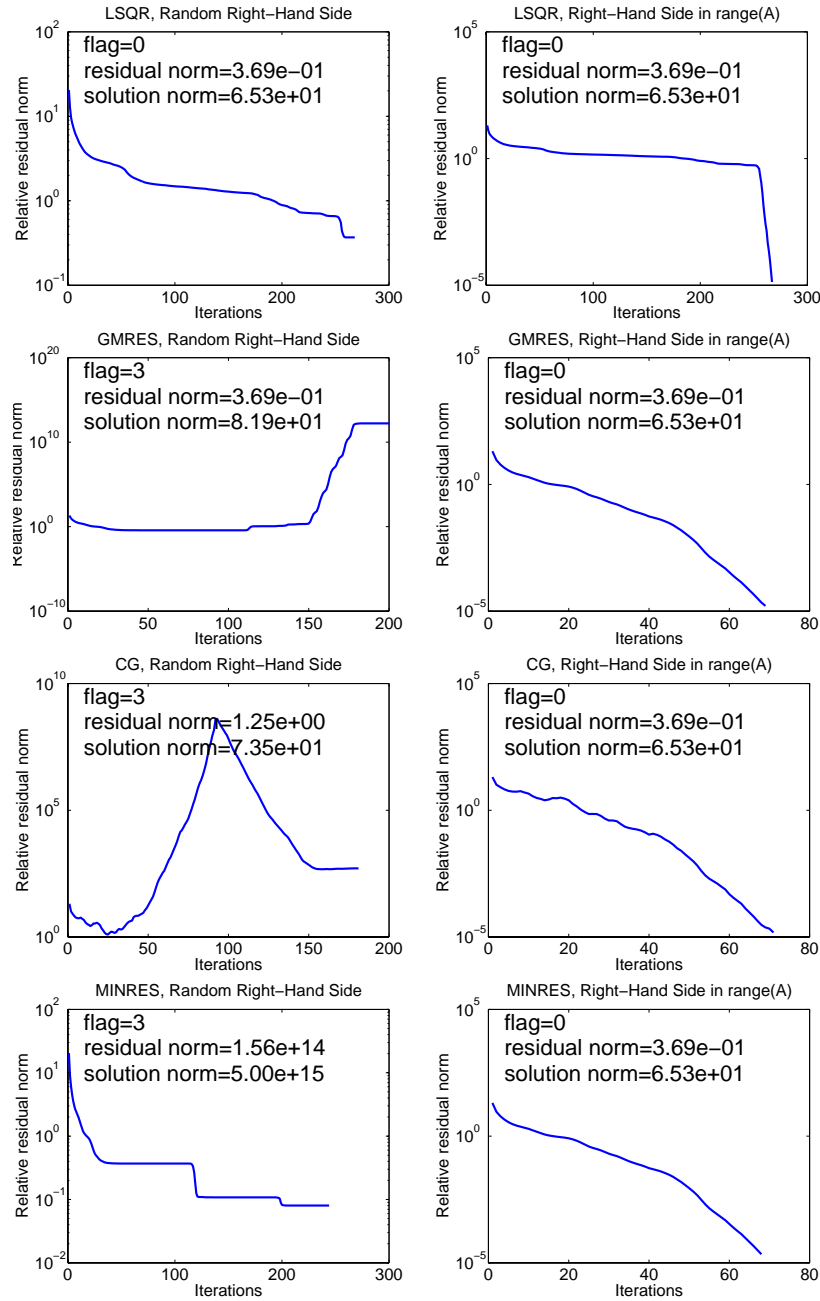 LSQR, Random Right−Hand Side
flag=0
residual norm=3.69e−01
solution norm=6.53e+01
Relative residual norm
10^2
10^1
10^0
10^−1
0 100 200 300
Iterations
LSQR, Right−Hand Side in range(A)
flag=0
residual norm=3.69e−01
solution norm=6.53e+01
Relative residual norm
10^5
10^0
10^−5
0 100 200 300
Iterations
GMRES, Random Right−Hand Side
flag=3
residual norm=3.69e−01
solution norm=8.19e+01
Relative residual norm
10^20
10^10
10^0
10^−10
0 50 100 150 200
Iterations
GMRES, Right−Hand Side in range(A)
flag=0
residual norm=3.69e−01
solution norm=6.53e+01
Relative residual norm
10^5
10^0
10^−5
0 20 40 60 80
Iterations
CG, Random Right−Hand Side
flag=3
residual norm=1.25e+00
solution norm=7.35e+01
Relative residual norm
10^10
10^5
10^0
0 50 100 150 200
Iterations
CG, Right−Hand Side in range(A)
flag=0
residual norm=3.69e−01
solution norm=6.53e+01
Relative residual norm
10^5
10^0
10^−5
0 20 40 60 80
Iterations
MINRES, Random Right−Hand Side
flag=3
residual norm=1.56e+14
solution norm=5.00e+15
Relative residual norm
10^2
10^1
10^0
10^−1
10^−2
0 100 200 300
Iterations
MINRES, Right−Hand Side in range(A)
flag=0
residual norm=3.69e−01
solution norm=6.53e+01
Relative residual norm
10^5
10^0
10^−5
0 20 40 60 80
Iterations